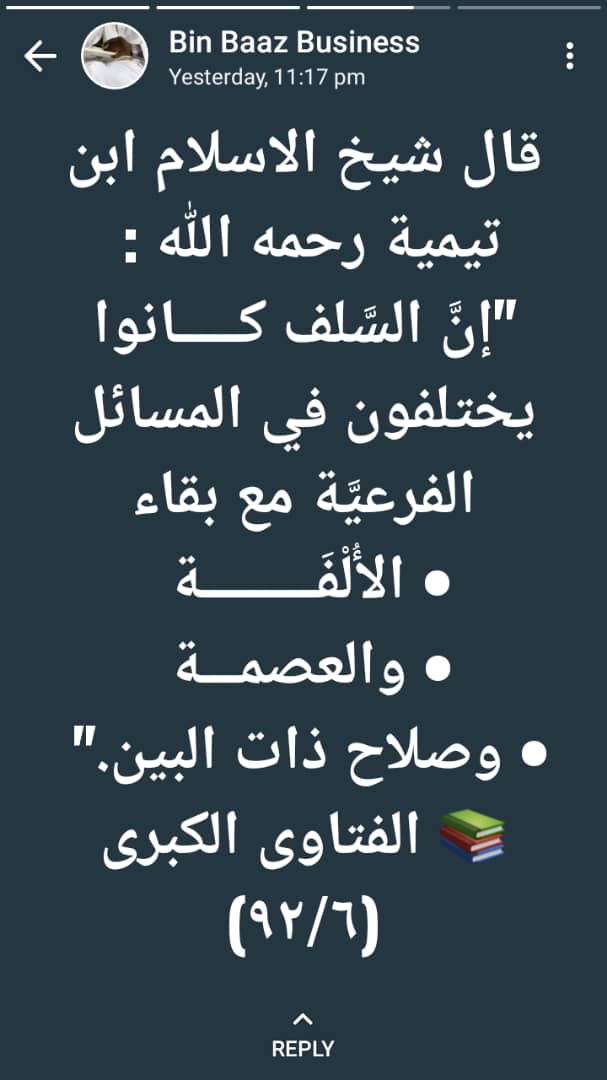 Bin Baaz Business
Yesterday, 11:17 pm
قال شيخ الاسلام ابن
تيمية رحمه الله :
"إنَّ السَّلف كـــانوا
يختلفون في المسائل
الفرعيَّة مع بقاء
• الأُلْفَــــــــة
• والعصمــة
• وصلاح ذات البين."
📚 الفتاوى الكبرى
(٩٢/٦)
REPLY